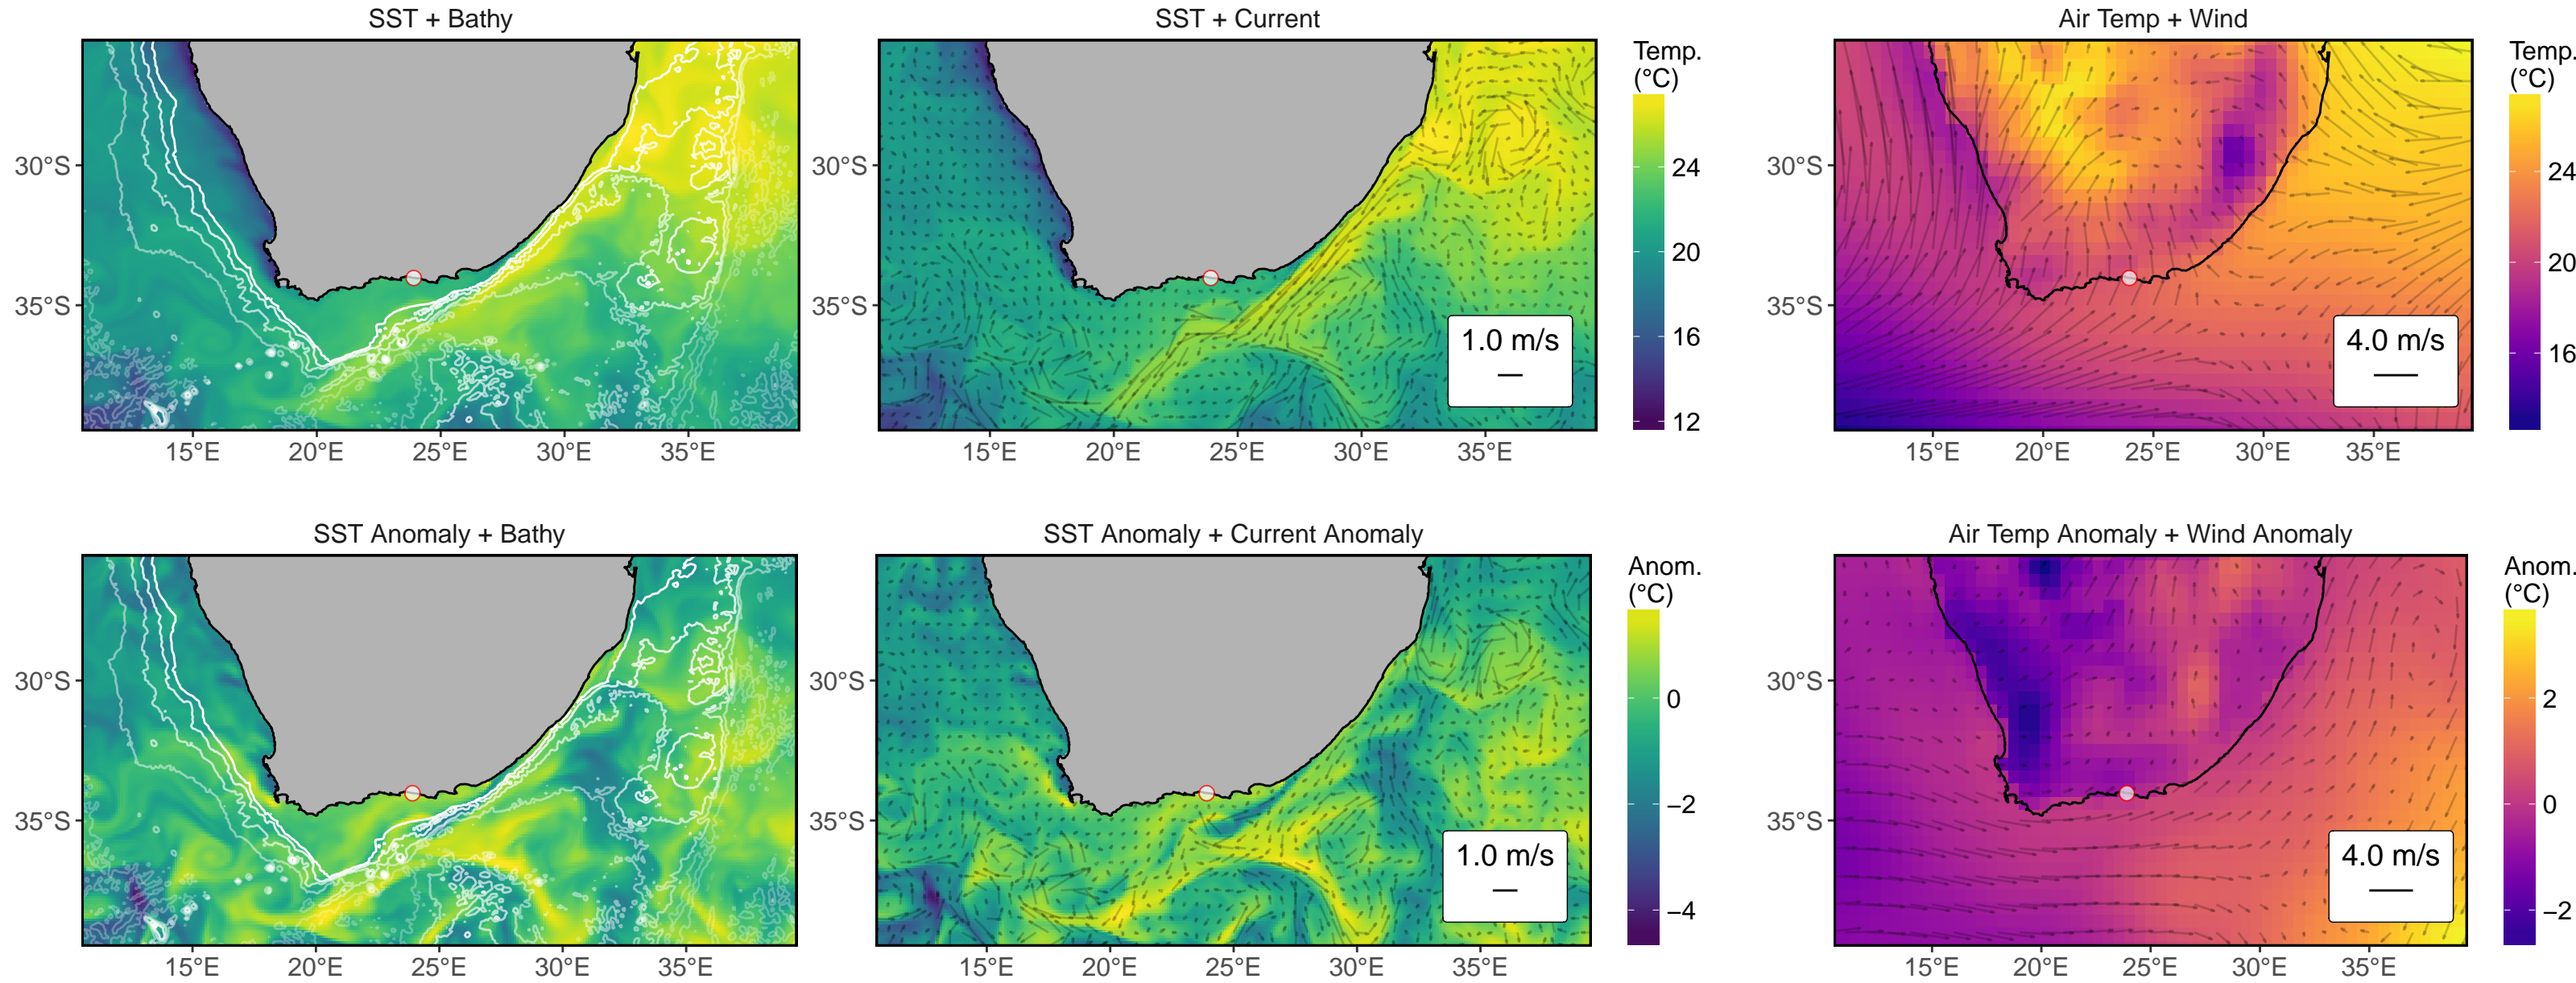 SST + Bathy
SST + Current
Air Temp + Wind
30°S
35°S
15°E
20°E
25°E
30°E
35°E
30°S
35°S
15°E
20°E
25°E
30°E
35°E
1.0 m/s
Temp.
(°C)
24
20
16
12
30°S
35°S
15°E
20°E
25°E
30°E
35°E
4.0 m/s
Temp.
(°C)
24
20
16
SST Anomaly + Bathy
SST Anomaly + Current Anomaly
Air Temp Anomaly + Wind Anomaly
30°S
35°S
15°E
20°E
25°E
30°E
35°E
30°S
35°S
15°E
20°E
25°E
30°E
35°E
1.0 m/s
Anom.
(°C)
0
−2
−4
30°S
35°S
15°E
20°E
25°E
30°E
35°E
4.0 m/s
Anom.
(°C)
2
0
−2